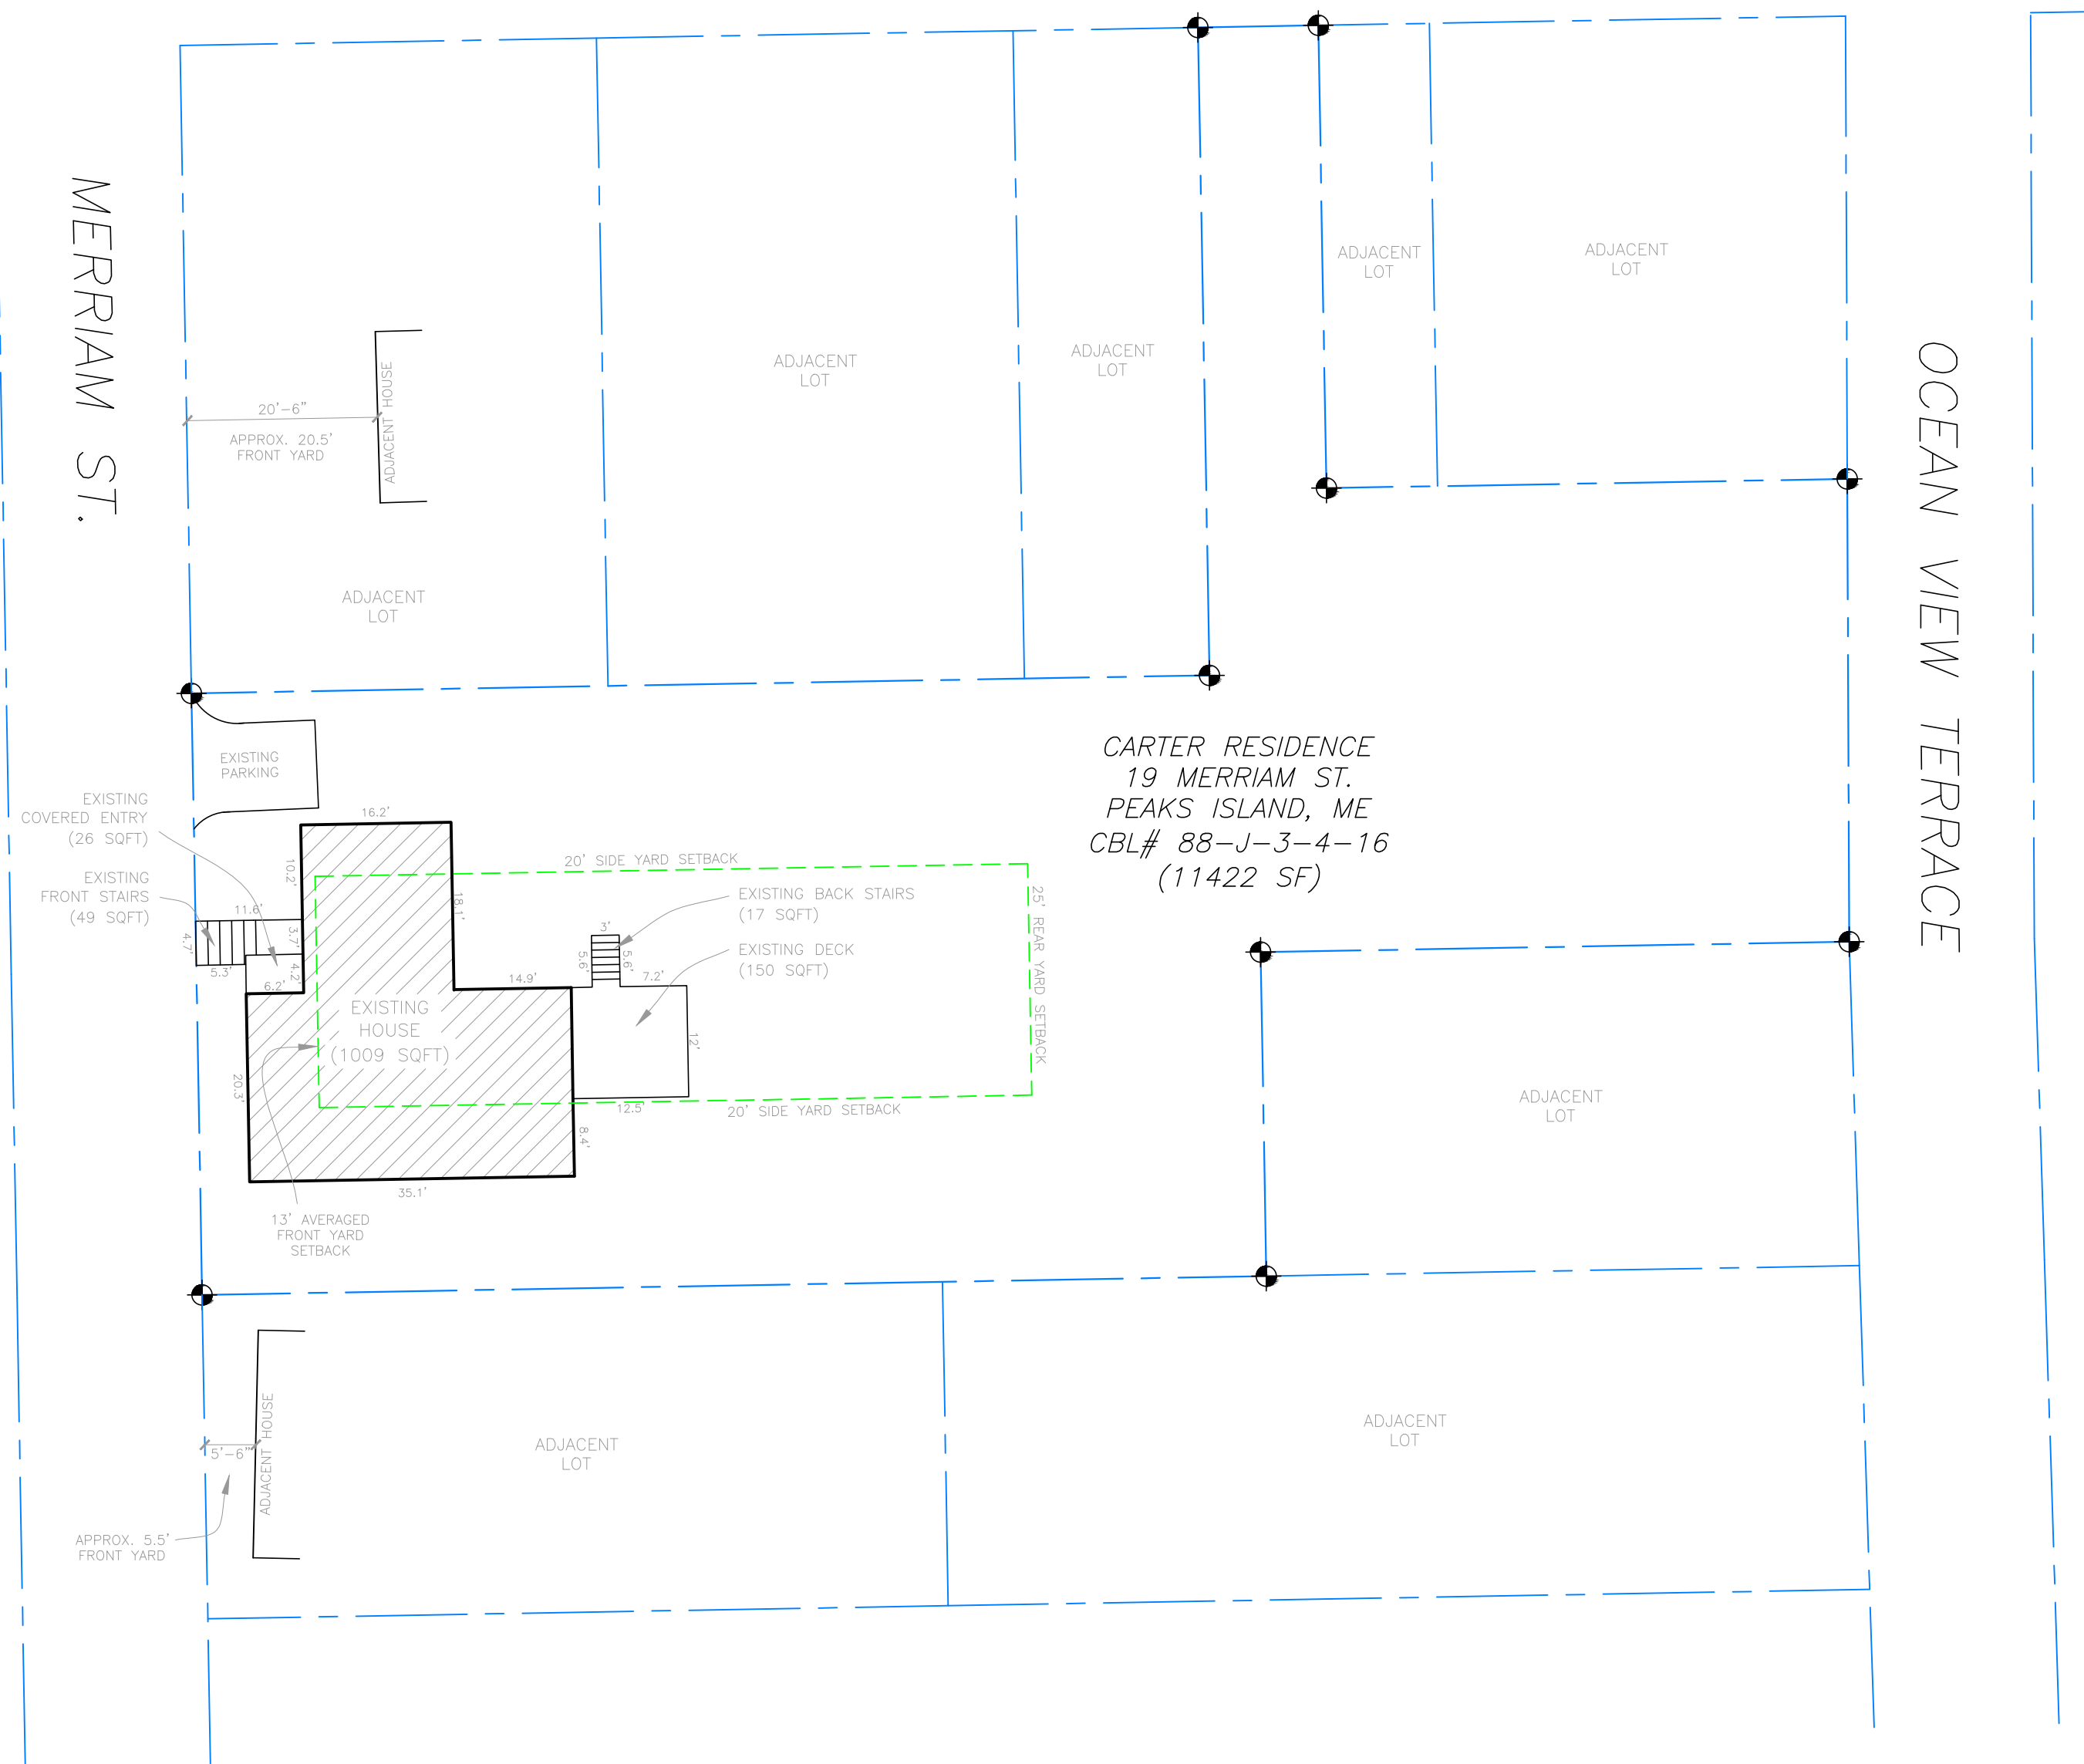 MERRIAM ST.
OCEAN VIEW TERRACE
ADJACENT
LOT
ADJACENT
LOT
ADJACENT
LOT
ADJACENT
LOT
ADJACENT HOUSE
20'-6"
APPROX. 20.5'
FRONT YARD
ADJACENT
LOT
CARTER RESIDENCE
19 MERRIAM ST.
PEAKS ISLAND, ME
CBL# 88-J-3-4-16
(11422 SF)
EXISTING
PARKING
EXISTING
COVERED ENTRY
(26 SQFT)
EXISTING
FRONT STAIRS
(49 SQFT)
16.2'
10.2'
18.1'
11.6'
4.7'
3.7'
4.2'
5.3'
6.2'
20' SIDE YARD SETBACK
25' REAR YARD SETBACK
EXISTING BACK STAIRS
(17 SQFT)
EXISTING DECK
(150 SQFT)
3'
5.6'
5.6'
7.2'
14.9'
12'
EXISTING
HOUSE
(1009 SQFT)
20.3'
12.5'
8.4'
20' SIDE YARD SETBACK
35.1'
13' AVERAGED
FRONT YARD
SETBACK
ADJACENT
LOT
ADJACENT HOUSE
5'-6"
APPROX. 5.5'
FRONT YARD
ADJACENT
LOT
ADJACENT
LOT